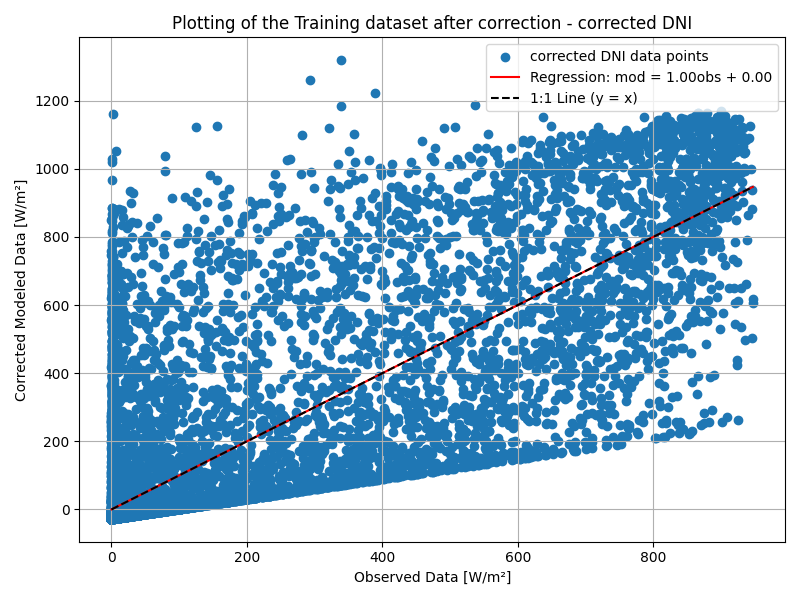 Plotting of the Training dataset after correction - corrected DNI
corrected DNI data points
Regression: mod = 1.00obs + 0.00
1:1 Line (y = x)
1200
1000
800
600
400
200
0
Corrected Modeled Data [W/m²]
0
200
400
600
800
Observed Data [W/m²]